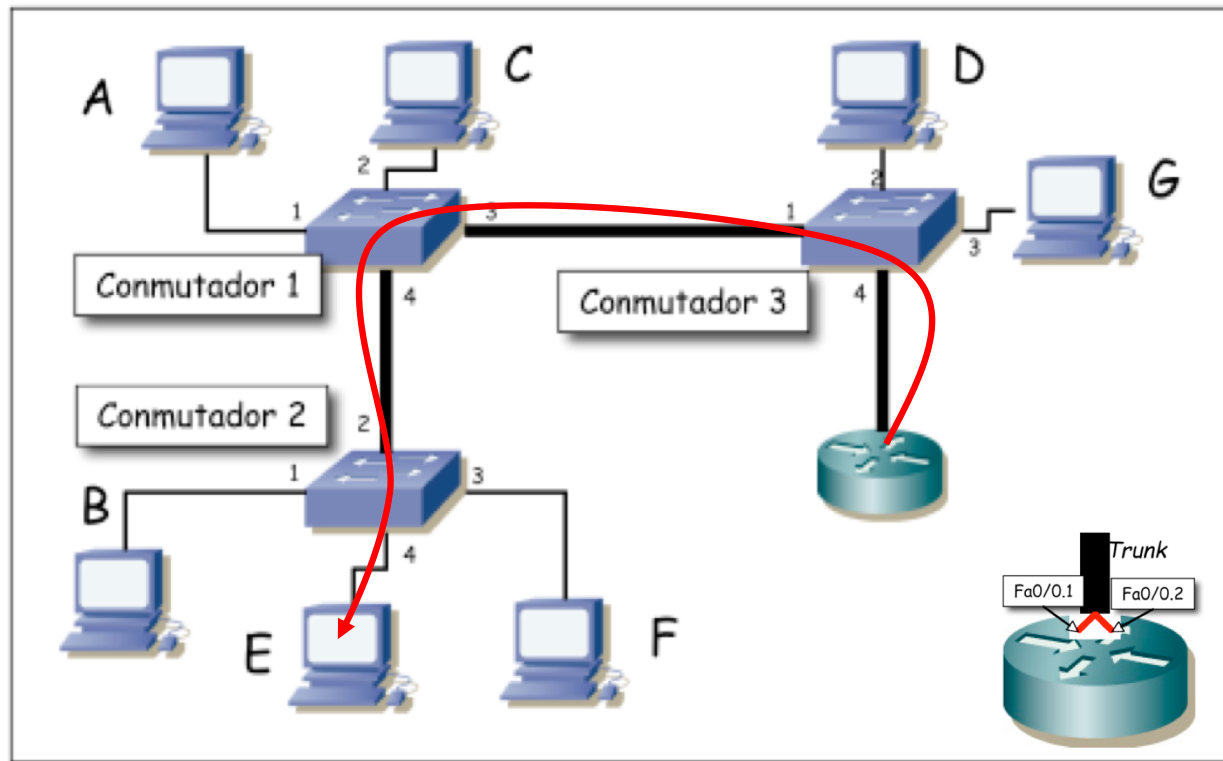 A
C
D
G
2
2
1
3
1
3
Conmutador 1
4
Conmutador 3
4
Conmutador 2
2
1
3
B
4
E
F
Trunk
Fa0/0.1
Fa0/0.2